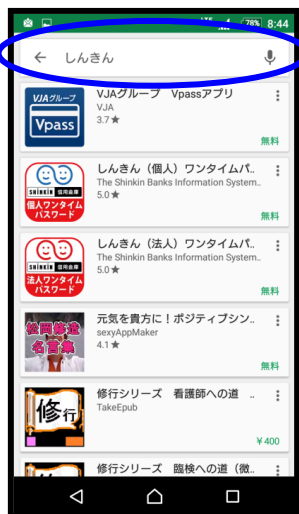 78% 8:44
しんきん
VJAグループ
Vpass
VJAグループ Vpassアプリ
VJA
3.7★
無料
SHINKIN 信用金庫
個人ワンタイム
パスワード
しんきん（個人）ワンタイムパ..
The Shinkin Banks Information System..
5.0★
無料
SHINKIN 信用金庫
法人ワンタイム
パスワード
しんきん（法人）ワンタイムパ..
The Shinkin Banks Information System..
5.0★
無料
松岡修造
名言集
元気を貴方に！ポジティブシン..
sexyAppMaker
4.1★
無料
修行
修行シリーズ 看護師への道 ..
TakeEpub
￥400
修行シリーズ 臨検への道（微..